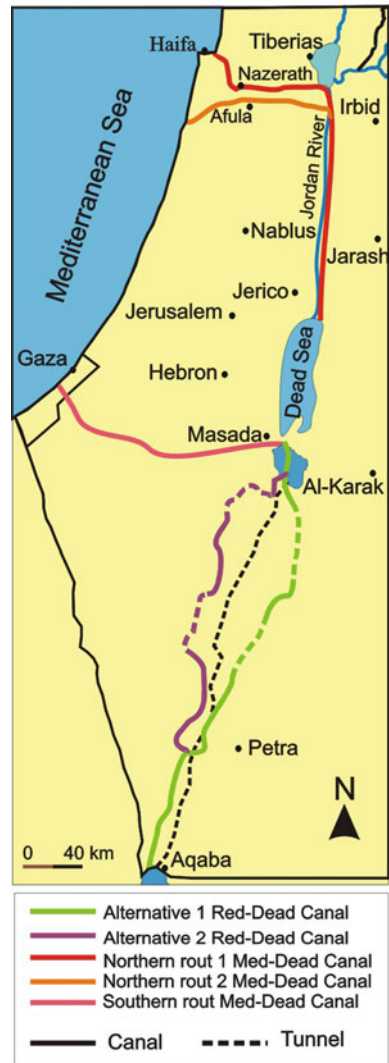 Haifa
Tiberias
Nazerath
Afula
Irbid
Jordan River
Mediterranean Sea
Nablus
Jarash
Jerico
Jerusalem
Gaza
Hebron
Dead Sea
Masada
Al-Karak
Petra
N
0 40 km
Aqaba
Alternative 1 Red-Dead Canal
Alternative 2 Red-Dead Canal
Northern rout 1 Med-Dead Canal
Northern rout 2 Med-Dead Canal
Southern rout Med-Dead Canal
Canal Tunnel